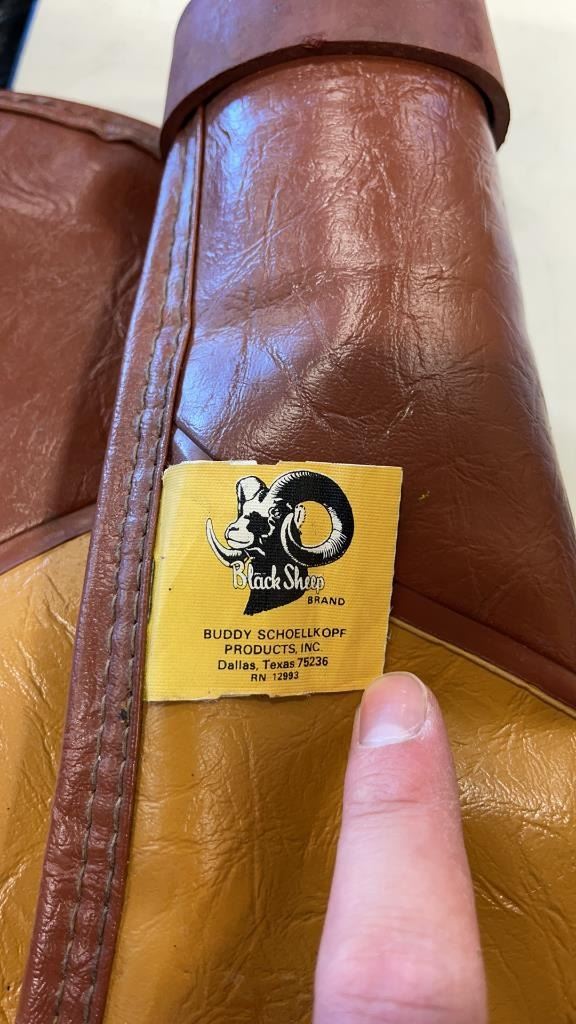 Black Sheep
BRAND
BUDDY SCHOELLKOPF
PRODUCTS, INC.
Dallas, Texas 75236
RN 12993